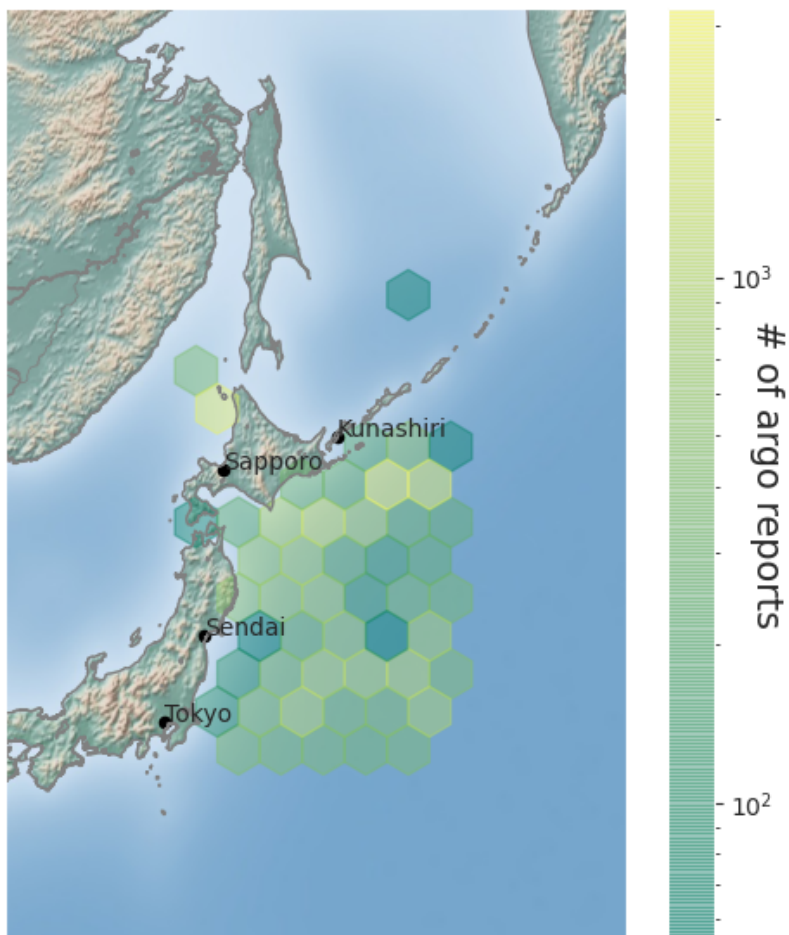 Kunashiri
Sapporo
Sendai
Tokyo
10³
10²
# of argo reports